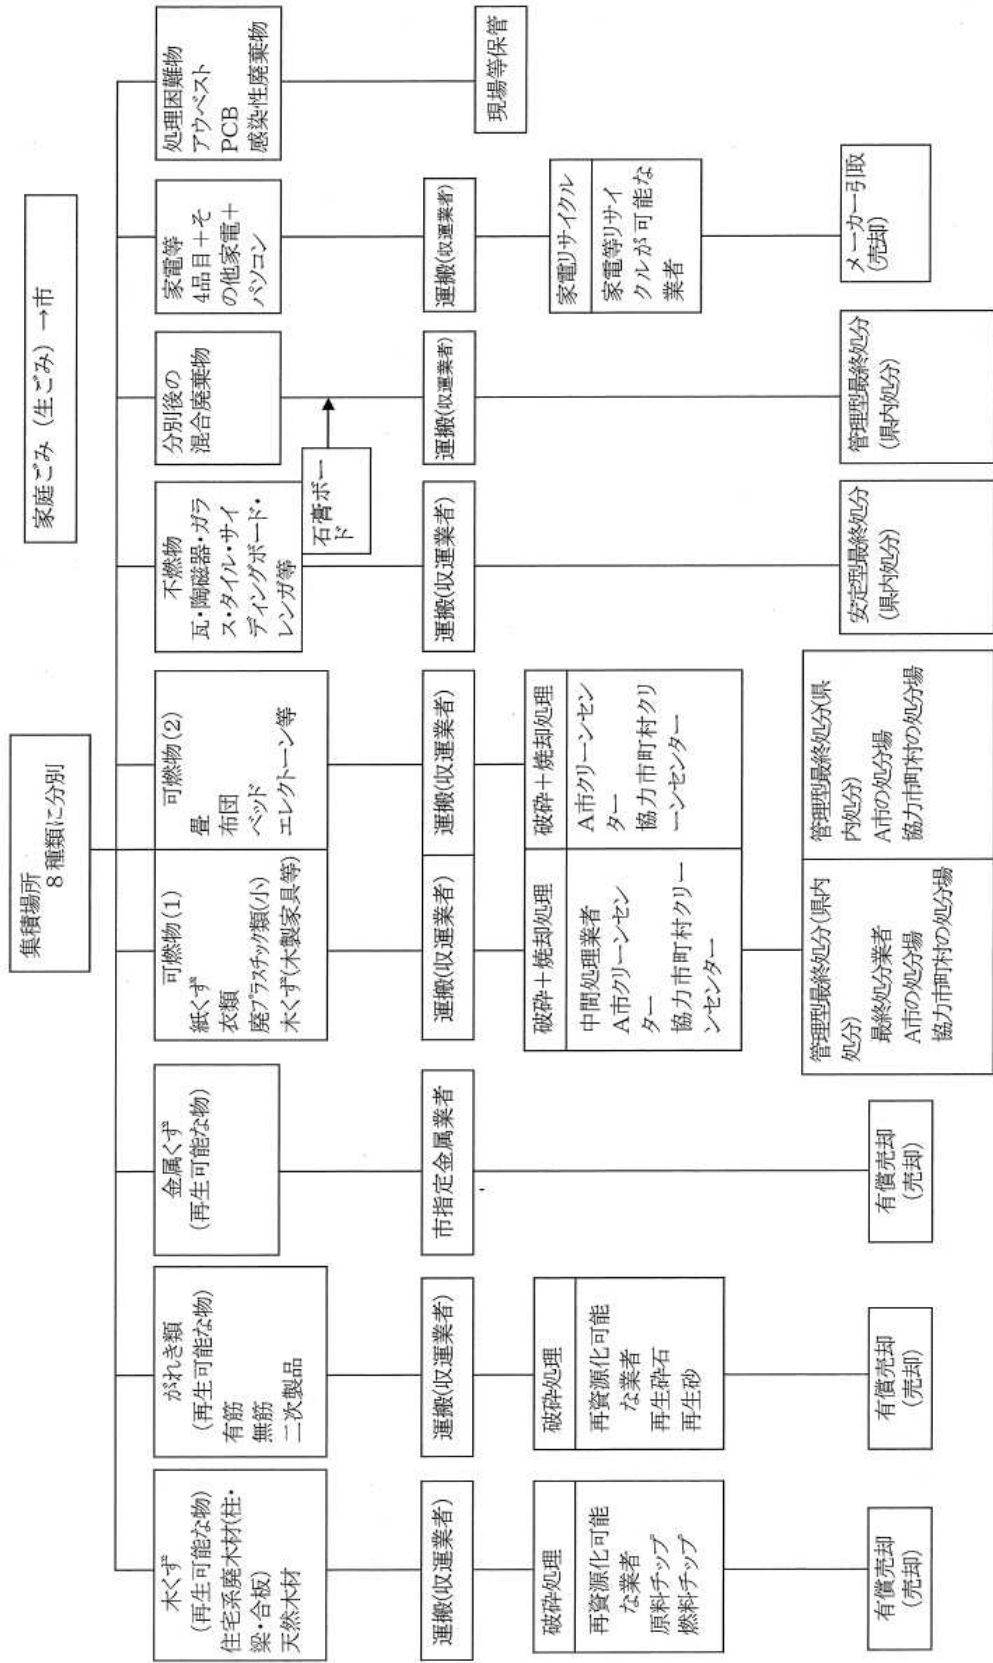 集積場所
８種類に分別
家庭ごみ（生ごみ）→市
木くず
(再生可能な物)
住宅系廃木材(柱・
梁・合板)
天然木材
運搬(収運業者)
破砕処理
再資源化可能
な業者
原料チップ
燃料チップ
有償売却
(売却)
がれき類
(再生可能な物)
有筋
無筋
二次製品
運搬(収運業者)
破砕処理
再資源化可能
な業者
再生砕石
再生砂
有償売却
(売却)
金属くず
(再生可能な物)
市指定金属業者
有償売却
(売却)
可燃物(1)
紙くず
衣類
廃プラスチック類(小)
木くず(木製家具等)
運搬(収運業者)
破砕＋焼却処理
中間処理業者
A市クリーンセン
ター
協力市町村クリー
ンセンター
管理型最終処分(県内
処分)
最終処分業者
A市の処分場
協力市町村の処分場
可燃物(2)
畳
布団
ベッド
エレクトーン等
運搬(収運業者)
破砕＋焼却処理
A市クリーンセン
ター
協力市町村クリ
ーンセンター
管理型最終処分(県
内処分)
A市の処分場
協力市町村の処分場
不燃物
瓦・陶磁器・ガラ
ス・タイル・サイ
ディングボード・
レンガ等
石膏ボー
ド
運搬(収運業者)
安定型最終処分
(県内処分)
分別後の
混合廃棄物
運搬(収運業者)
管理型最終処分
(県内処分)
家電等
4品目＋そ
の他家電＋
パソコン
運搬(収運業者)
家電リサイクル
家電等リサイ
クルが可能な
業者
メーカー引取
(売却)
処理困難物
アウベスト
PCB
感染性廃棄物
現場等保管